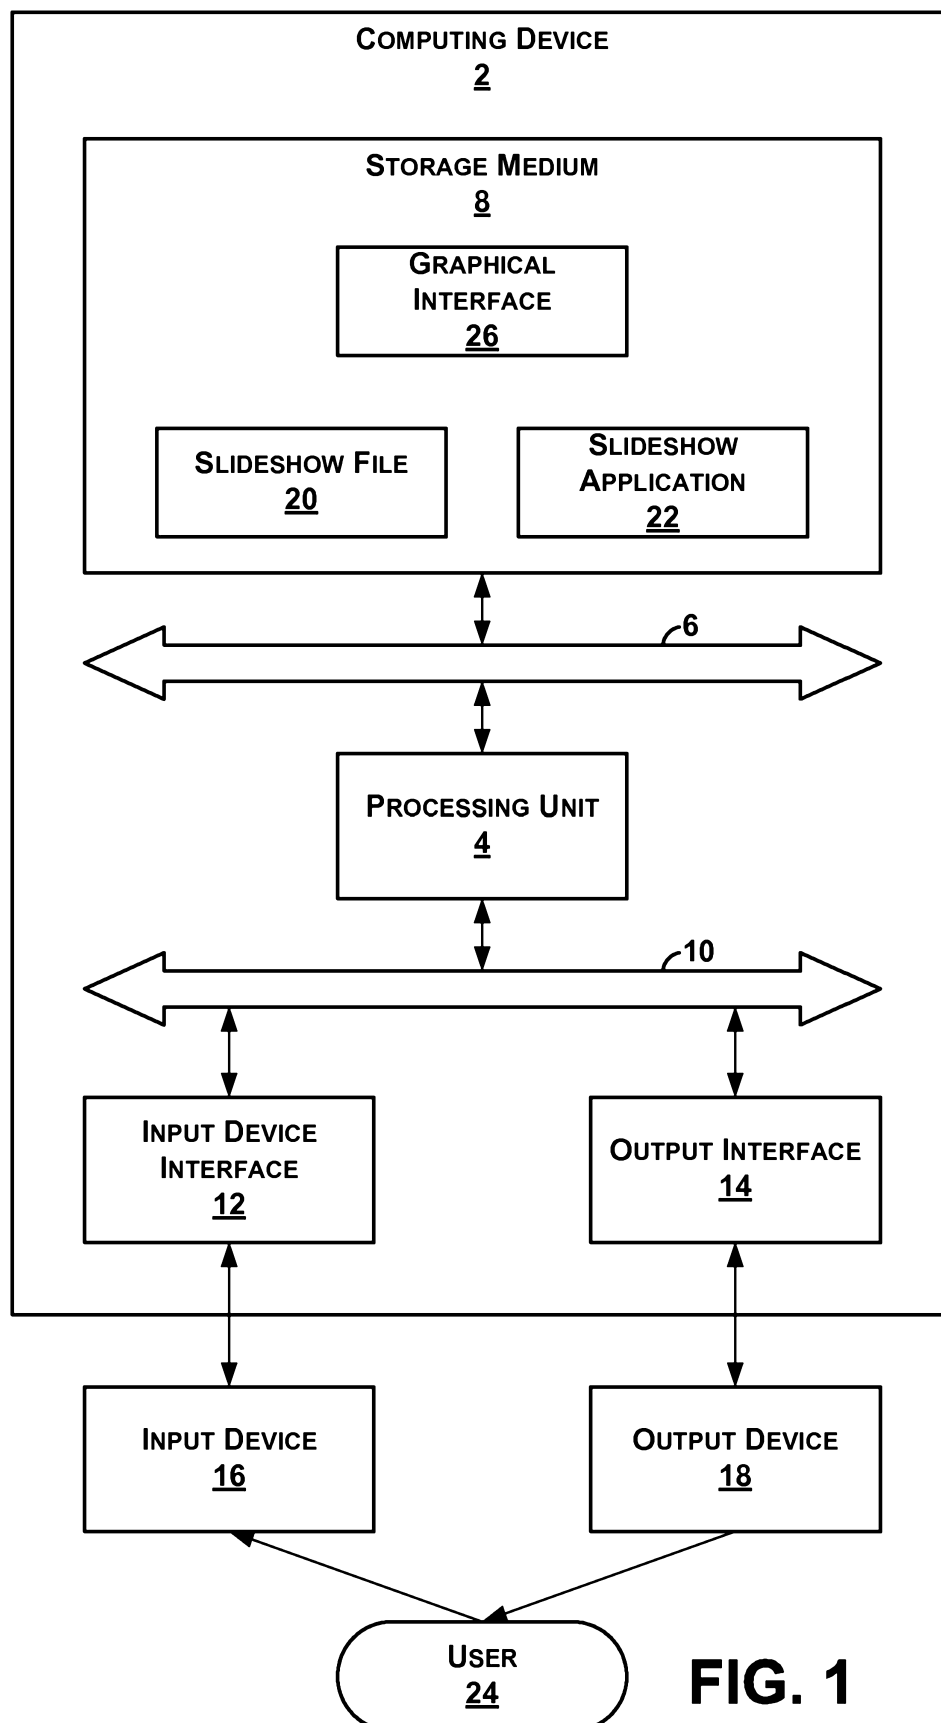 COMPUTING DEVICE
2
STORAGE MEDIUM
8
GRAPHICAL
INTERFACE
26
SLIDESHOW FILE
20
SLIDESHOW
APPLICATION
22
6
PROCESSING UNIT
4
10
INPUT DEVICE
INTERFACE
12
OUTPUT INTERFACE
14
INPUT DEVICE
16
OUTPUT DEVICE
18
USER
24
FIG. 1